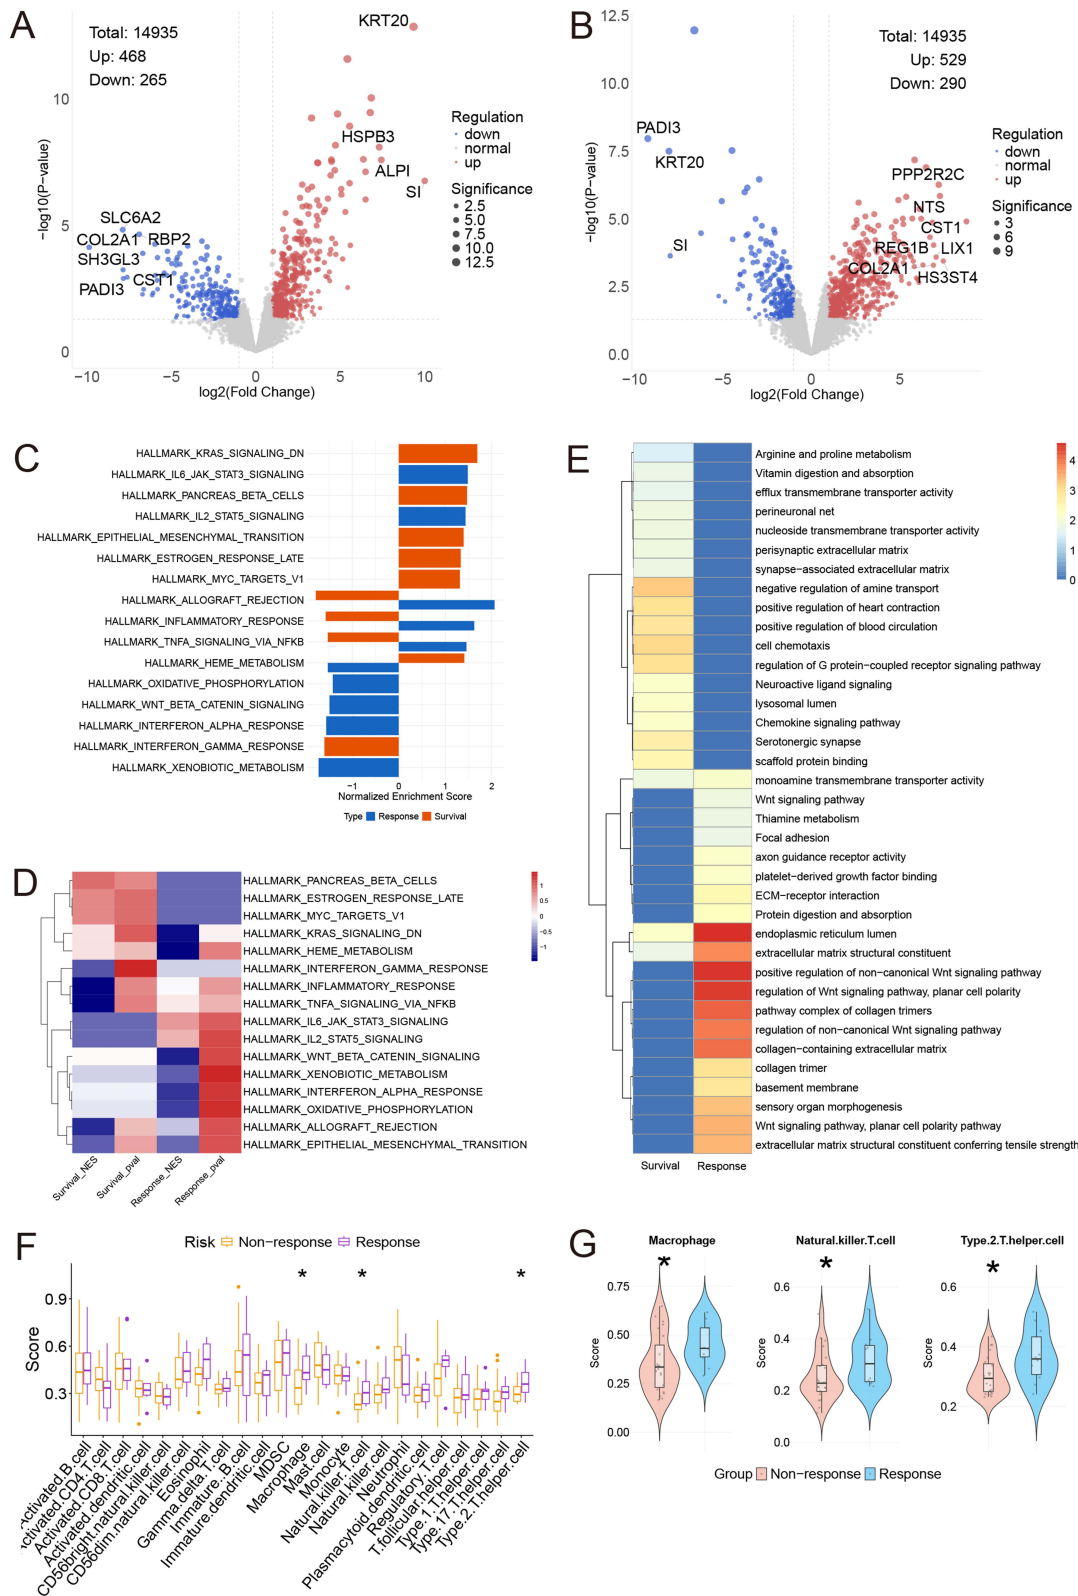 A
Total: 14935
Up: 468
Down: 265
KRT20
HSPB3
ALPI
SI
SLC6A2
COL2A1
RBP2
SH3GL3
CST1
PADI3
−log10(P−value)
10
5
0
−10
−5
0
5
10
log2(Fold Change)
Regulation
down
normal
up
Significance
2.5
5.0
7.5
10.0
12.5
B
Total: 14935
Up: 529
Down: 290
PADI3
KRT20
SI
PPP2R2C
NTS
CST1
REG1B
LIX1
COL2A1
HS3ST4
−log10(P−value)
12.5
10.0
7.5
5.0
2.5
0.0
−10
−5
0
5
log2(Fold Change)
Regulation
down
normal
up
Significance
3
6
9
C
HALLMARK_KRAS_SIGNALING_DN
HALLMARK_IL6_JAK_STAT3_SIGNALING
HALLMARK_PANCREAS_BETA_CELLS
HALLMARK_IL2_STAT5_SIGNALING
HALLMARK_EPITHELIAL_MESENCHYMAL_TRANSITION
HALLMARK_ESTROGEN_RESPONSE_LATE
HALLMARK_MYC_TARGETS_V1
HALLMARK_ALLOGRAFT_REJECTION
HALLMARK_INFLAMMATORY_RESPONSE
HALLMARK_TNFA_SIGNALING_VIA_NFKB
HALLMARK_HEME_METABOLISM
HALLMARK_OXIDATIVE_PHOSPHORYLATION
HALLMARK_WNT_BETA_CATENIN_SIGNALING
HALLMARK_INTERFERON_ALPHA_RESPONSE
HALLMARK_INTERFERON_GAMMA_RESPONSE
HALLMARK_XENOBIOTIC_METABOLISM
−1
0
1
2
Normalized Enrichment Score
Type Response Survival
D
HALLMARK_PANCREAS_BETA_CELLS
HALLMARK_ESTROGEN_RESPONSE_LATE
HALLMARK_MYC_TARGETS_V1
HALLMARK_KRAS_SIGNALING_DN
HALLMARK_HEME_METABOLISM
HALLMARK_INTERFERON_GAMMA_RESPONSE
HALLMARK_INFLAMMATORY_RESPONSE
HALLMARK_TNFA_SIGNALING_VIA_NFKB
HALLMARK_IL6_JAK_STAT3_SIGNALING
HALLMARK_IL2_STAT5_SIGNALING
HALLMARK_WNT_BETA_CATENIN_SIGNALING
HALLMARK_XENOBIOTIC_METABOLISM
HALLMARK_INTERFERON_ALPHA_RESPONSE
HALLMARK_OXIDATIVE_PHOSPHORYLATION
HALLMARK_ALLOGRAFT_REJECTION
HALLMARK_EPITHELIAL_MESENCHYMAL_TRANSITION
Survival_NES
Survival_pval
Response_NES
Response_pval
1
0.5
0
−0.5
−1
E
Arginine and proline metabolism
Vitamin digestion and absorption
efflux transmembrane transporter activity
perineuronal net
nucleoside transmembrane transporter activity
perisynaptic extracellular matrix
synapse−associated extracellular matrix
negative regulation of amine transport
positive regulation of heart contraction
positive regulation of blood circulation
cell chemotaxis
regulation of G protein−coupled receptor signaling pathway
Neuroactive ligand signaling
lysosomal lumen
Chemokine signaling pathway
Serotonergic synapse
scaffold protein binding
monoamine transmembrane transporter activity
Wnt signaling pathway
Thiamine metabolism
Focal adhesion
axon guidance receptor activity
platelet−derived growth factor binding
ECM−receptor interaction
Protein digestion and absorption
endoplasmic reticulum lumen
extracellular matrix structural constituent
positive regulation of non−canonical Wnt signaling pathway
regulation of Wnt signaling pathway, planar cell polarity
pathway complex of collagen trimers
regulation of non−canonical Wnt signaling pathway
collagen−containing extracellular matrix
collagen trimer
basement membrane
sensory organ morphogenesis
Wnt signaling pathway, planar cell polarity pathway
extracellular matrix structural constituent conferring tensile strength
Survival
Response
4
3
2
1
0
F
Risk Non−response Response
Score
0.9
0.6
0.3
*
*
*
Activated.B.cell
Activated.CD4.T.cell
Activated.CD8.T.cell
Activated.dendritic.cell
CD56bright.natural.killer.cell
CD56dim.natural.killer.cell
Eosinophil
Gamma.delta.T.cell
Immature..B.cell
Immature.dendritic.cell
MDSC
Macrophage
Mast.cell
Monocyte
Natural.killer.T.cell
Natural.killer.cell
Neutrophil
Plasmacytoid.dendritic.cell
Regulatory.T.cell
T.follicular.helper.cell
Type.1.T.helper.cell
Type.17.T.helper.cell
Type.2.T.helper.cell
G
Macrophage
*
Score
0.75
0.50
0.25
0.00
Natural.killer.T.cell
*
Score
0.6
0.4
0.2
0.0
Type.2.T.helper.cell
*
Score
0.6
0.4
0.2
Group Non−response Response